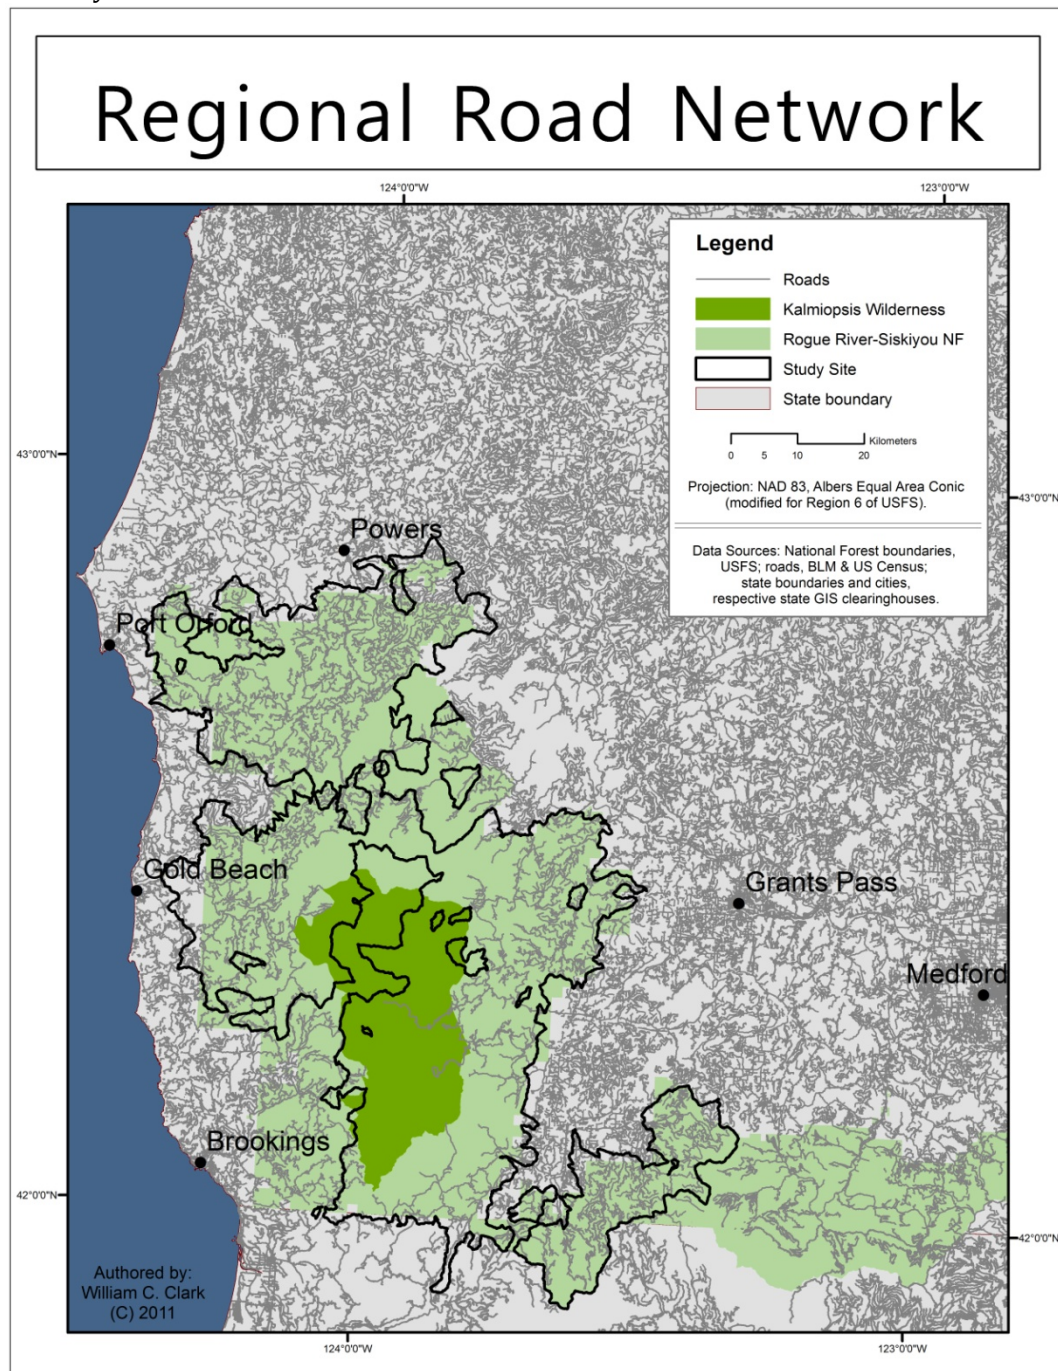 Regional Road Network
124°0'0"W
123°0'0"W
Legend
Roads
Kalmiopsis Wilderness
Rogue River-Siskiyou NF
Study Site
State boundary
Kilometers
0 5 10 20
Projection: NAD 83, Albers Equal Area Conic
(modified for Region 6 of USFS).
Data Sources: National Forest boundaries,
USFS; roads, BLM & US Census;
state boundaries and cities,
respective state GIS clearinghouses.
43°0'0"N
43°0'0"N
Powers
Port Orford
Gold Beach
Grants Pass
Medford
Brookings
42°0'0"N
42°0'0"N
Authored by:
William C. Clark
(C) 2011
124°0'0"W
123°0'0"W